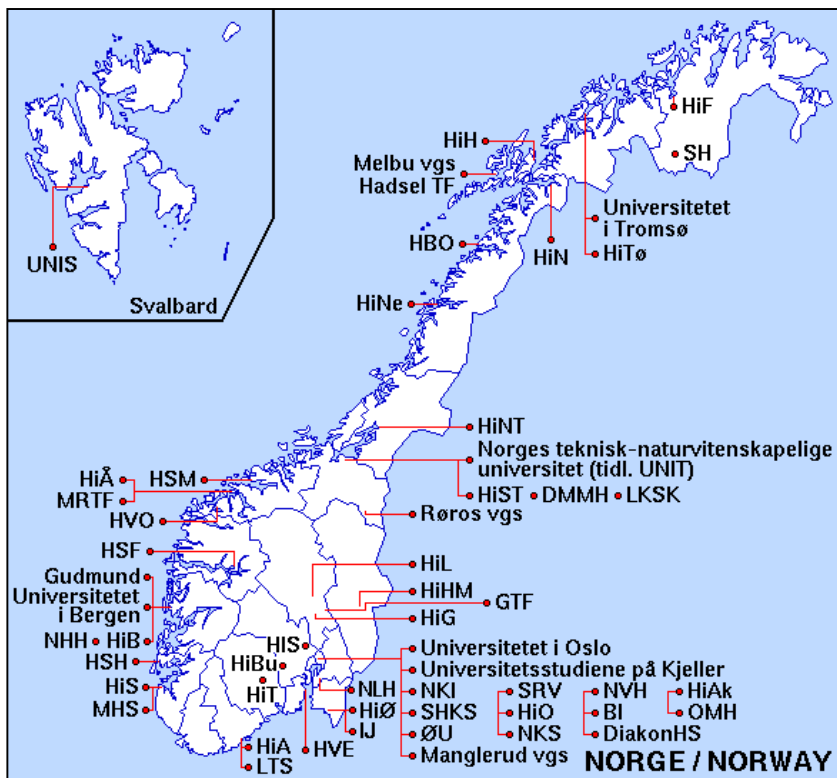 HiF
HiH
SH
Melbu vgs
Hadsel TF
Universitetet
i Tromsø
HBO
HiN
HiTø
UNIS
Svalbard
HiNe
HiNT
Norges teknisk-naturvitenskapelige
universitet (tidl. UNIT)
HiÅ
HSM
MRTF
HiST DMMH LKSK
HVO
Røros vgs
HSF
HiL
Gudmund
Universitetet
i Bergen
HiHM
GTF
HiG
NHH HiB
HIS
Universitetet i Oslo
HSH
HiBu
Universitetsstudiene på Kjeller
HiS
HiT
NLH
NKI
SRV
NVH
HiAk
MHS
HiØ
SHKS
HiO
BI
OMH
IJ
ØU
NKS
DiakonHS
HiA
LTS
HVE
Manglerud vgs
NORGE / NORWAY